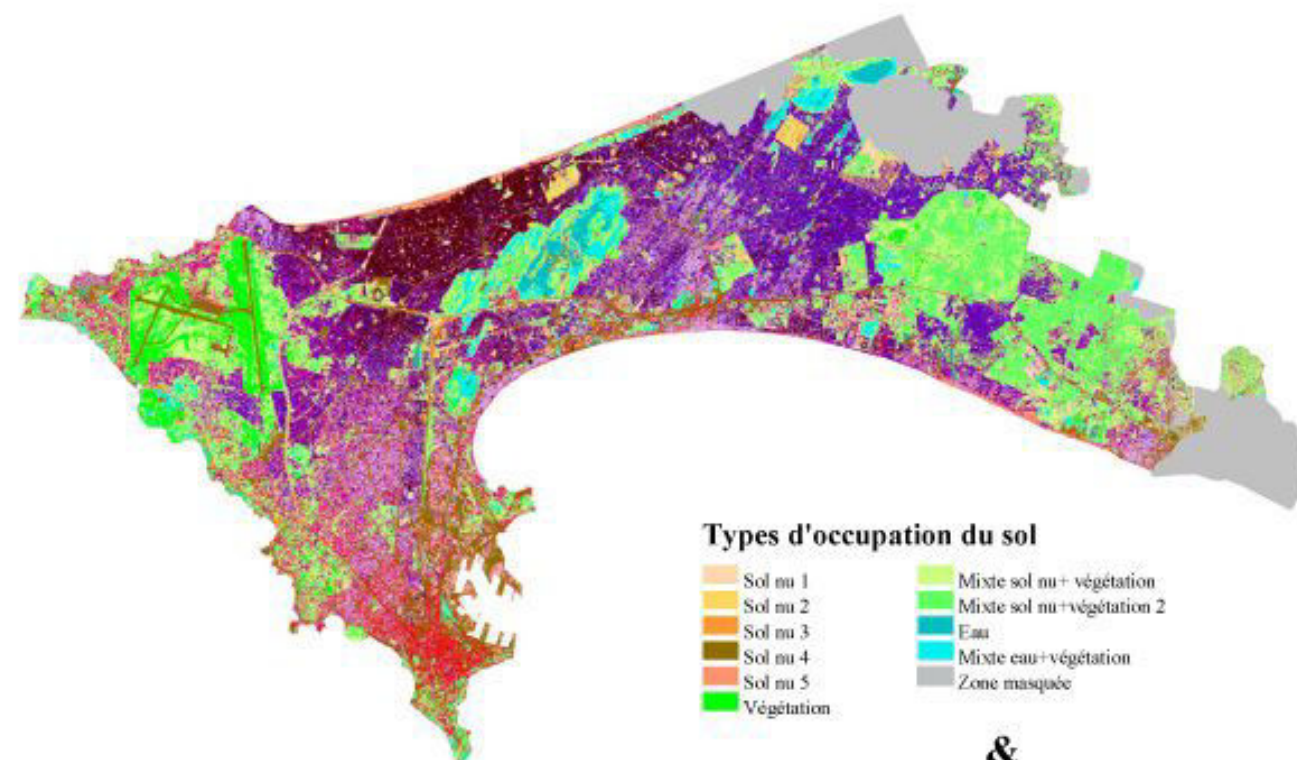 Types d'occupation du sol
Sol nu 1
Sol nu 2
Sol nu 3
Sol nu 4
Sol nu 5
Végétation
Mixte sol nu+ végétation
Mixte sol nu+végétation 2
Eau
Mixte eau+végétation
Zone masquée
&